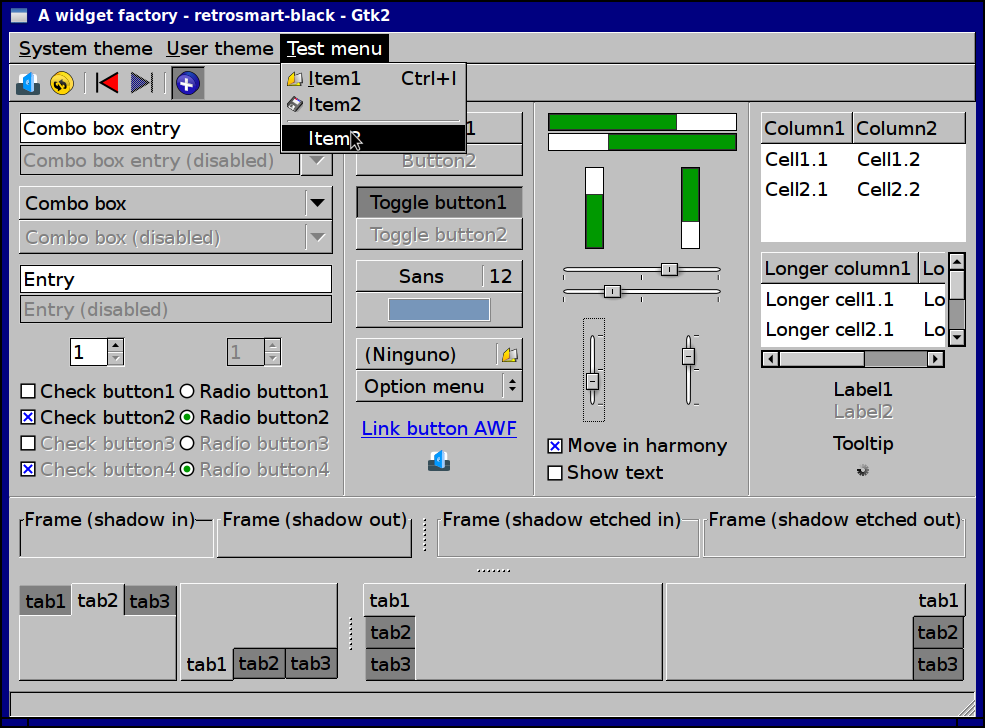 A widget factory - retrosmart-black - Gtk2
System theme User theme Test menu
Item1 Ctrl+I
Item2
Item3
Combo box entry
Combo box entry (disabled)
Combo box
Combo box (disabled)
Entry
Entry (disabled)
1 1
Check button1 Radio button1
Check button2 Radio button2
Check button3 Radio button3
Check button4 Radio button4
1
Button2
Toggle button1
Toggle button2
Sans 12
(Ninguno)
Option menu
Link button AWF
Move in harmony
Show text
Column1 Column2
Cell1.1 Cell1.2
Cell2.1 Cell2.2
Longer column1 Lo
Longer cell1.1 Lo
Longer cell2.1 Lo
Label1
Label2
Tooltip
Frame (shadow in) Frame (shadow out) Frame (shadow etched in) Frame (shadow etched out)
tab1 tab2 tab3
tab1 tab2 tab3
tab1
tab2
tab3
tab1
tab2
tab3